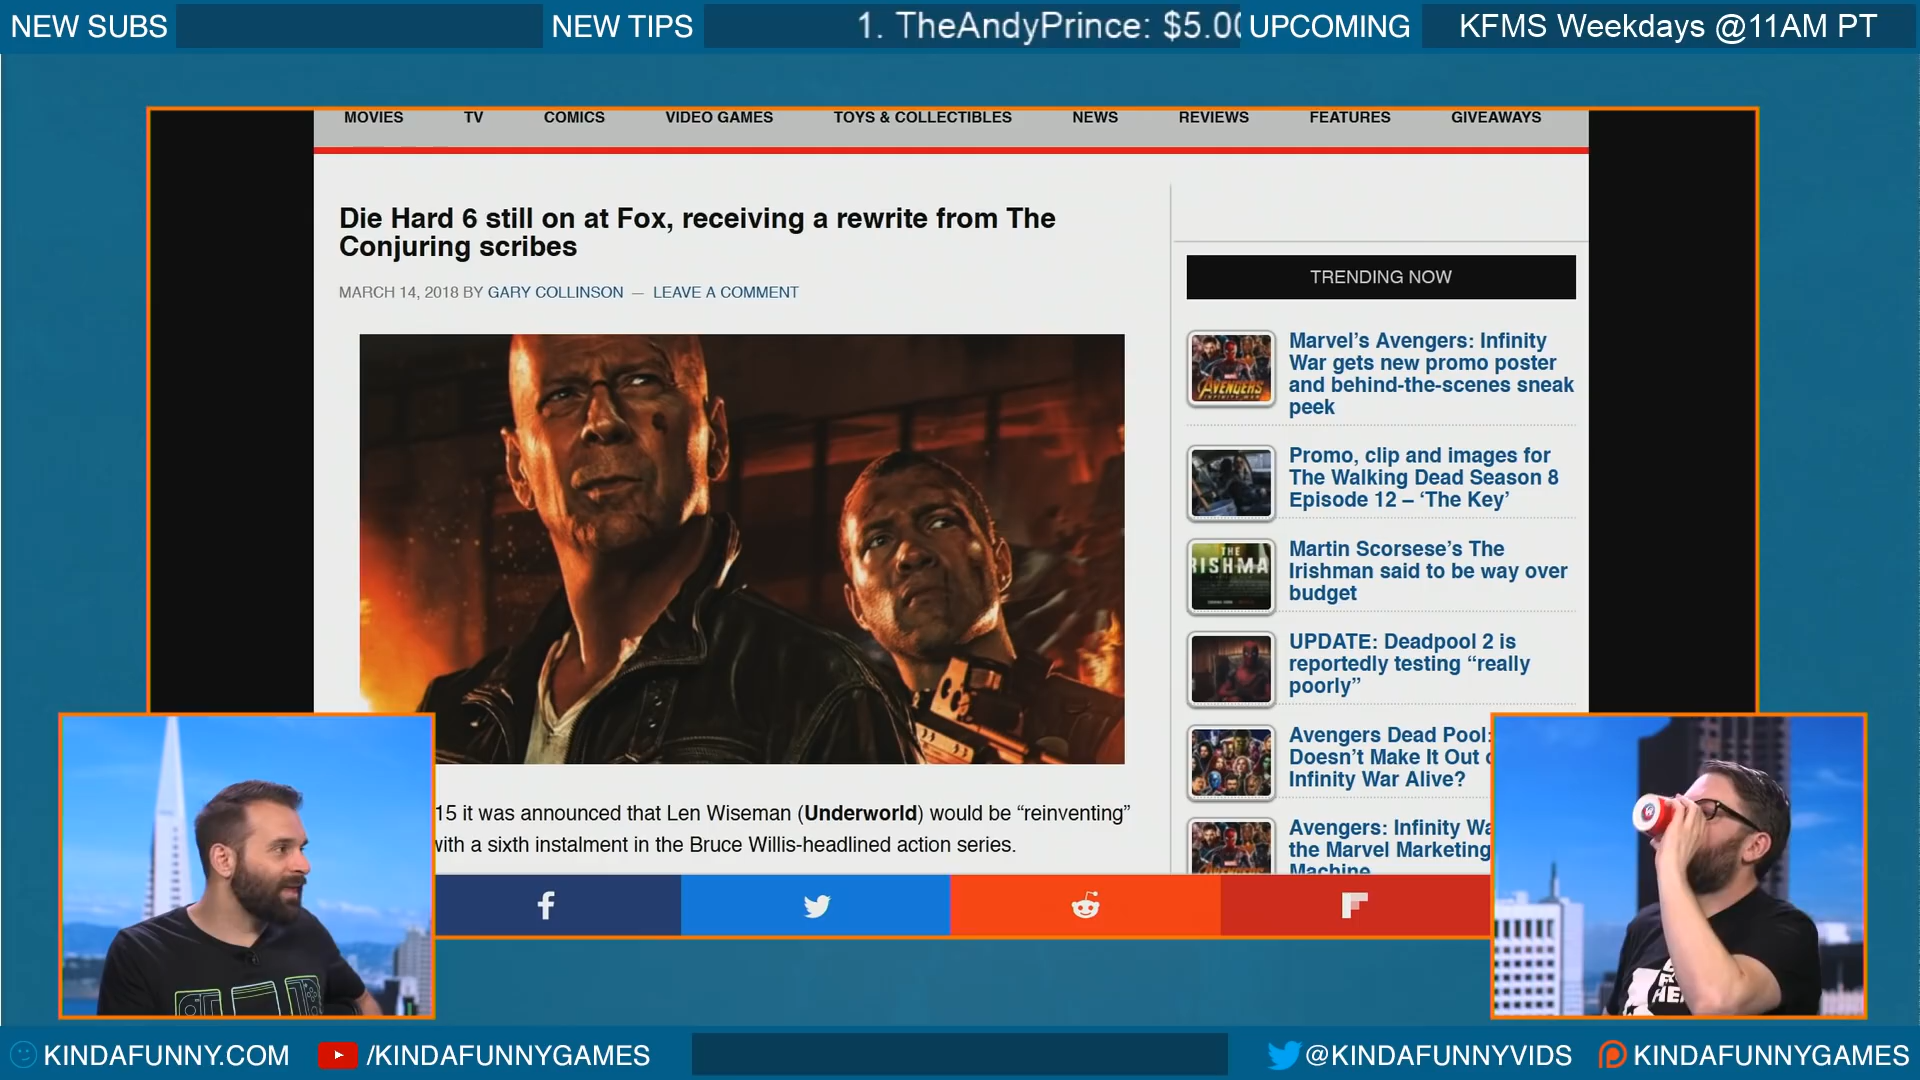 NEW SUBS
NEW TIPS
1. TheAndyPrince: $5.00
UPCOMING
KFMS Weekdays @11AM PT
MOVIES TV COMICS VIDEO GAMES TOYS & COLLECTIBLES NEWS REVIEWS FEATURES GIVEAWAYS
Die Hard 6 still on at Fox, receiving a rewrite from The
Conjuring scribes
MARCH 14, 2018 BY GARY COLLINSON — LEAVE A COMMENT
15 it was announced that Len Wiseman (Underworld) would be “reinventing”
with a sixth instalment in the Bruce Willis-headlined action series.
TRENDING NOW
Marvel’s Avengers: Infinity
War gets new promo poster
and behind-the-scenes sneak
peek
Promo, clip and images for
The Walking Dead Season 8
Episode 12 – ‘The Key’
THE
RISHMA
Martin Scorsese’s The
Irishman said to be way over
budget
UPDATE: Deadpool 2 is
reportedly testing “really
poorly”
Avengers Dead Pool:
Doesn’t Make It Out
Infinity War Alive?
AVENGERS
Avengers: Infinity Wa
the Marvel Marketing
Machine
KINDAFUNNY.COM
/KINDAFUNNYGAMES
@KINDAFUNNYVIDS
KINDAFUNNYGAMES